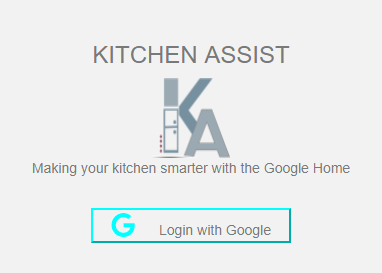 KITCHEN ASSIST
KA
Making your kitchen smarter with the Google Home
G Login with Google